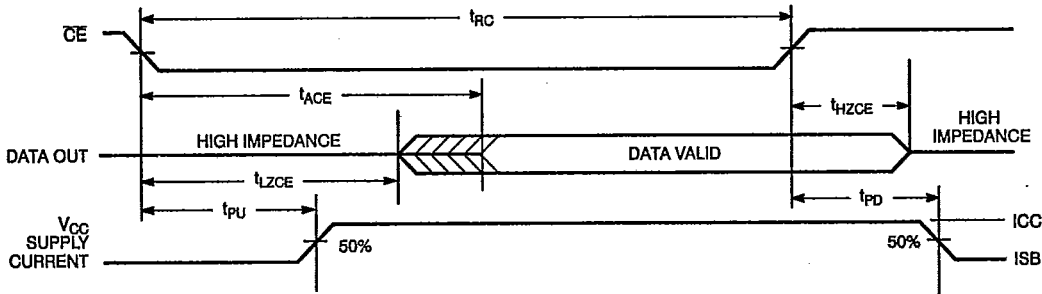 CE
tRC
tACE
tHZCE
HIGH IMPEDANCE
HIGH
IMPEDANCE
DATA OUT
DATA VALID
tLZCE
tPU
tPD
VCC
SUPPLY
CURRENT
50%
50%
ICC
ISB